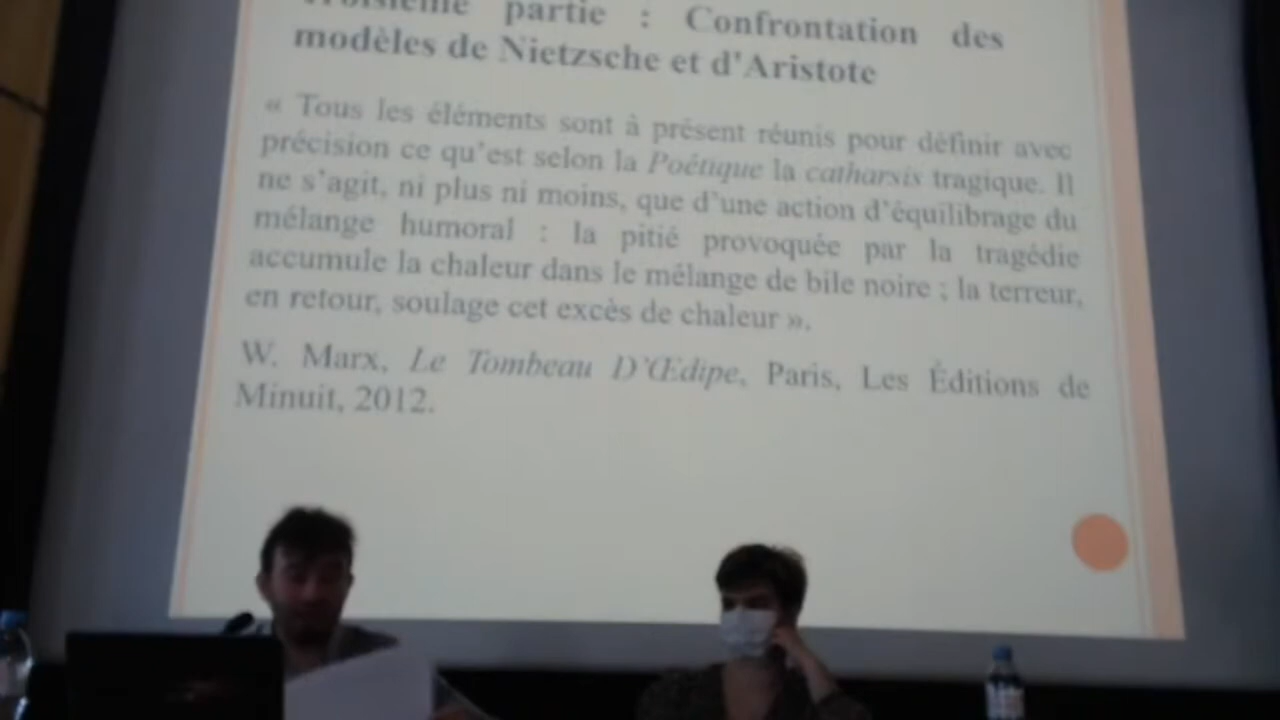 Troisième partie : Confrontation des
modèles de Nietzsche et d'Aristote
« Tous les éléments sont à présent réunis pour définir avec
précision ce qu'est selon la Poétique la catharsis tragique. Il
ne s'agit, ni plus ni moins, que d'une action d'équilibrage du
mélange humoral : la pitié provoquée par la tragédie
accumule la chaleur dans le mélange de bile noire ; la terreur,
en retour, soulage cet excès de chaleur ».
W. Marx, Le Tombeau D'Œdipe, Paris, Les Éditions de
Minuit, 2012.